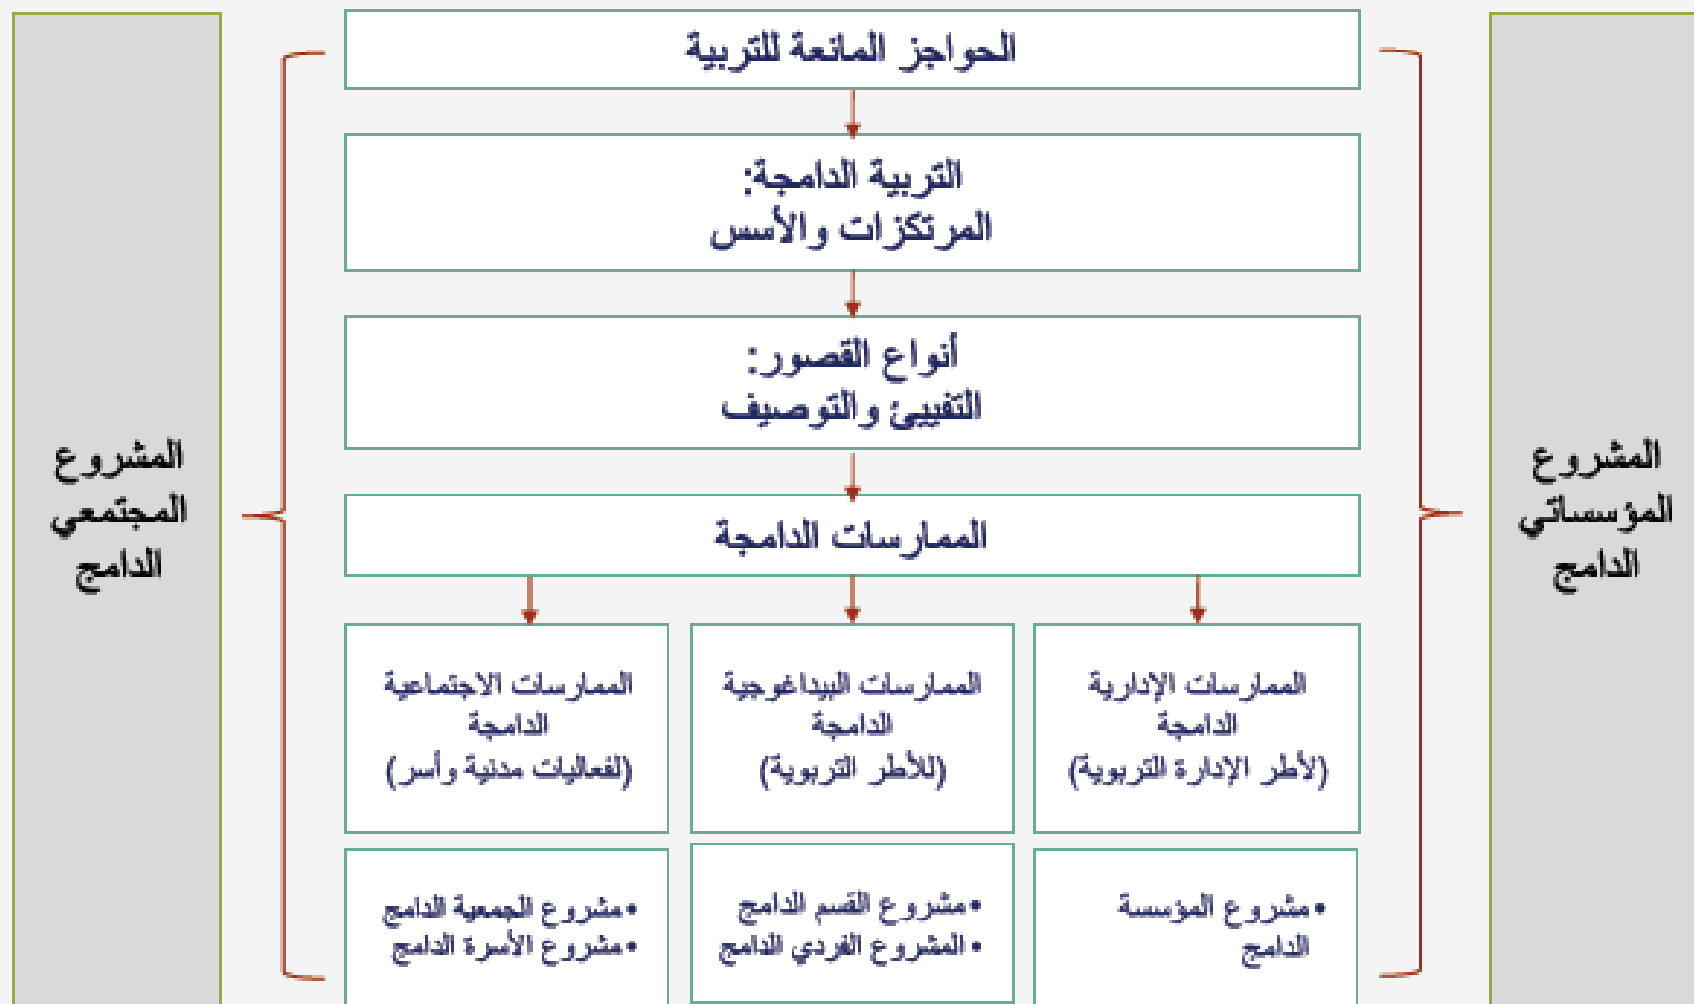 الحواجز المانعة للتربية
التربية الدامجة:
المرتكزات والأسس
أنواع القصور:
التفييئ والتوصيف
الممارسات الدامجة
المشروع
المؤسساتي
الدامج
المشروع
المجتمعي
الدامج
الممارسات الإدارية
الدامجة
(لأطر الإدارة التربوية)
الممارسات البيداغوجية
الدامجة
(للأطر التربوية)
الممارسات الاجتماعية
الدامجة
(لفعاليات مدنية وأسر)
•مشروع المؤسسة
الدامج
•مشروع القسم الدامج
•المشروع الفردي الدامج
•مشروع الجمعية الدامج
•مشروع الأسرة الدامج